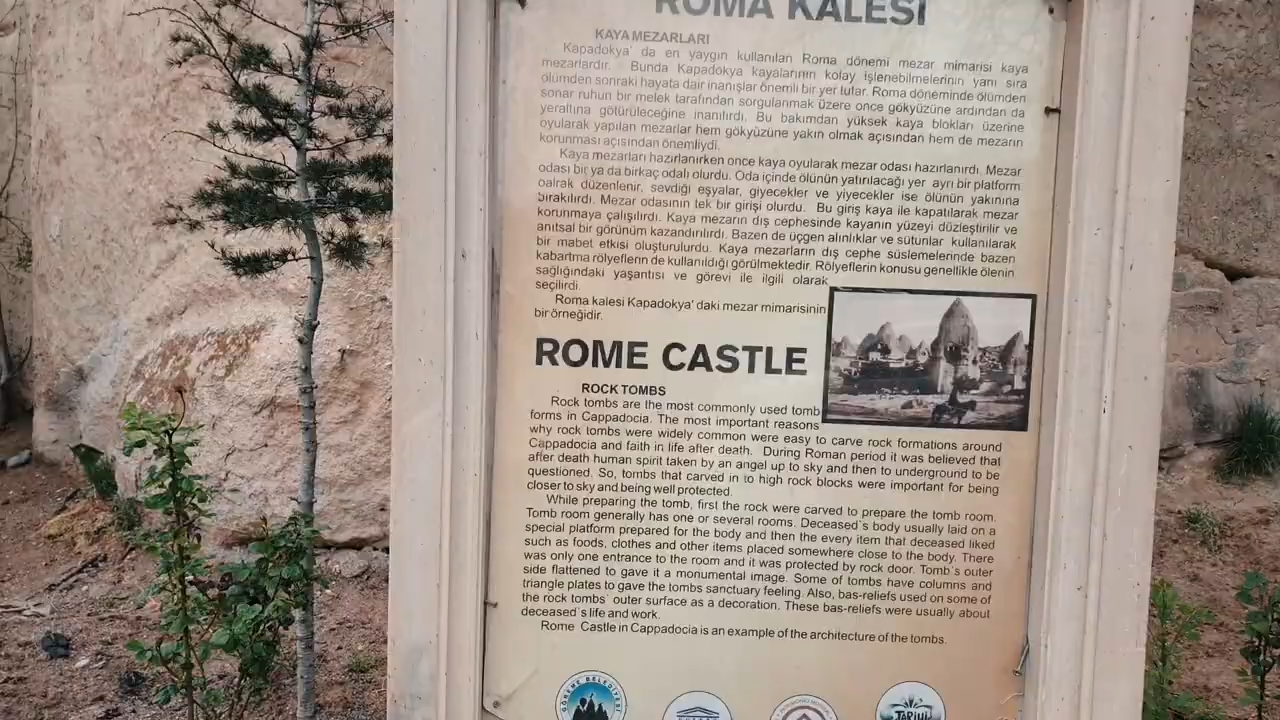 ROMA KALESİ
KAYA MEZARLARI
Kapadokya' da en yaygın kullanılan Roma dönemi mezar mimarisi kaya
mezarlardır. Bunda Kapadokya kayalarının kolay işlenebilmelerinin yanı sıra
ölümden sonraki hayata dair inanışlar önemli bir yer tutar. Roma döneminde ölümden
sonar ruhun bir melek tarafından sorgulanmak üzere once gökyüzüne ardından da
yeraltına götürüleceğine inanılırdı. Bu bakımdan yüksek kaya blokları üzerine
oyularak yapılan mezarlar hem gökyüzüne yakın olmak açısından hem de mezarın
korunması açısından önemliydi.
Kaya mezarları hazırlanırken once kaya oyularak mezar odası hazırlanırdı. Mezar
odası bir ya da birkaç odalı olurdu. Oda içinde ölünün yatırılacağı yer ayrı bir platform
oalrak düzenlenir, sevdiği eşyalar, giyecekler ve yiyecekler ise ölünün yakınına
bırakılırdı. Mezar odasının tek bir girişi olurdu. Bu giriş kaya ile kapatılarak mezar
korunmaya çalışılırdı. Kaya mezarın dış cephesinde kayanın yüzeyi düzleştirilir ve
anıtsal bir görünüm kazandırılırdı. Bazen de üçgen alınlıklar ve sütunlar kullanılarak
bir mabet etkisi oluşturulurdu. Kaya mezarların dış cephe süslemelerinde bazen
kabartma rölyeflerin de kullanıldığı görülmektedir. Rölyeflerin konusu genellikle ölenin
sağlığındaki yaşantısı ve görevi ile ilgili olarak
seçilirdi.
Roma kalesi Kapadokya' daki mezar mimarisinin
bir örneğidir.
ROME CASTLE
ROCK TOMBS
Rock tombs are the most commonly used tomb
forms in Cappadocia. The most important reasons
why rock tombs were widely common were easy to carve rock formations around
Cappadocia and faith in life after death. During Roman period it was believed that
after death human spirit taken by an angel up to sky and then to underground to be
questioned. So, tombs that carved in to high rock blocks were important for being
closer to sky and being well protected.
While preparing the tomb, first the rock were carved to prepare the tomb room.
Tomb room generally has one or several rooms. Deceased`s body usually laid on a
special platform prepared for the body and then the every item that deceased liked
such as foods, clothes and other items placed somewhere close to the body. There
was only one entrance to the room and it was protected by rock door. Tomb`s outer
side flattened to gave it a monumental image. Some of tombs have columns and
triangle plates to gave the tombs sanctuary feeling. Also, bas-reliefs used on some of
the rock tombs` outer surface as a decoration. These bas-reliefs were usually about
deceased`s life and work.
Rome Castle in Cappadocia is an example of the architecture of the tombs.
GÖREME BELEDİYESİ
TARİHİ